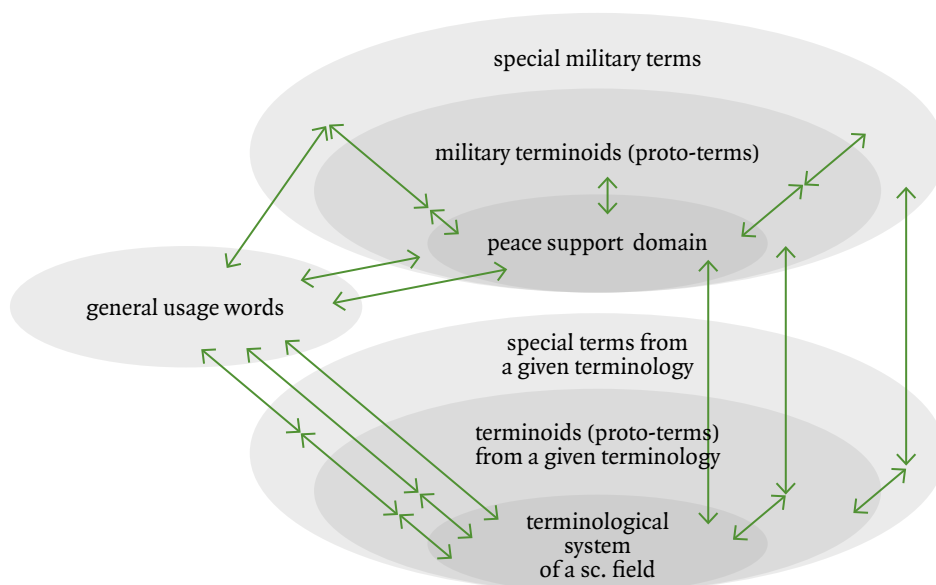 special military terms
military terminoids (proto-terms)
peace support domain
general usage words
special terms from
a given terminology
terminoids (proto-terms)
from a given terminology
terminological
system
of a sc. field